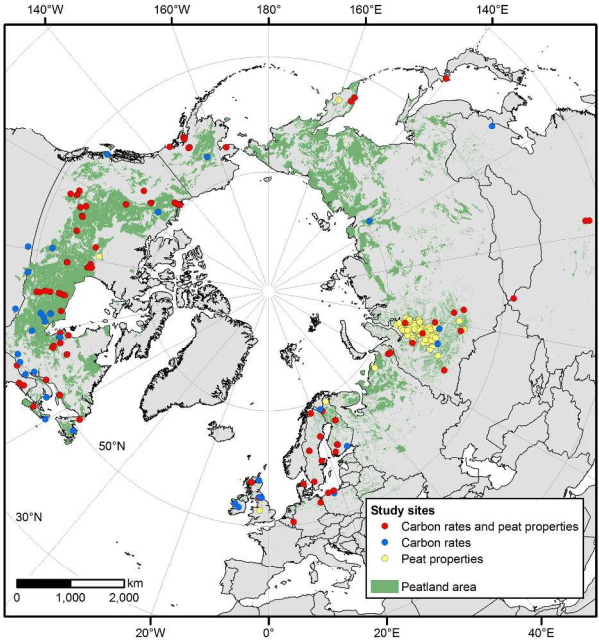 140°W 160°W 180° 160°E 140°E
50°N
30°N
Study sites
Carbon rates and peat properties
Carbon rates
Peat properties
Peatland area
km
0 1,000 2,000
20°W 0° 20°E 40°E